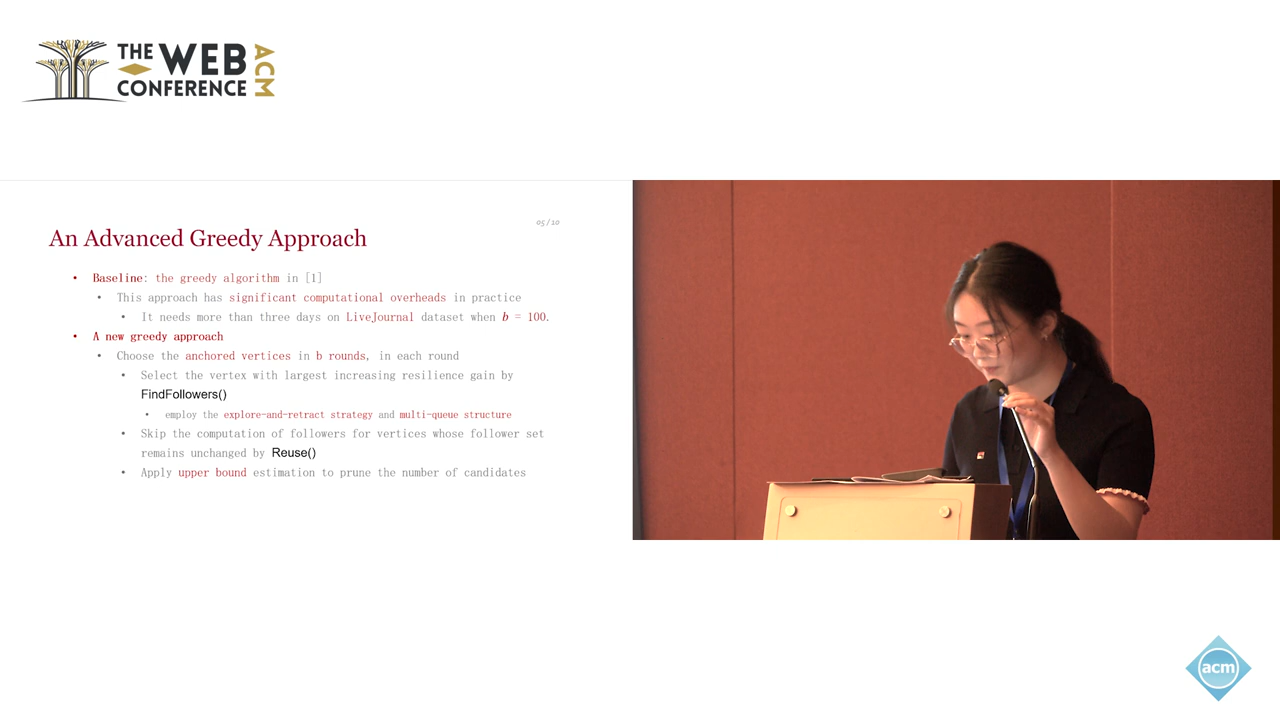 THE WEB
CONFERENCE
ACM
05/10
An Advanced Greedy Approach
• Baseline: the greedy algorithm in [1]
• This approach has significant computational overheads in practice
• It needs more than three days on LiveJournal dataset when b = 100.
• A new greedy approach
• Choose the anchored vertices in b rounds, in each round
• Select the vertex with largest increasing resilience gain by
FindFollowers()
• employ the explore-and-retract strategy and multi-queue structure
• Skip the computation of followers for vertices whose follower set
remains unchanged by Reuse()
• Apply upper bound estimation to prune the number of candidates
acm